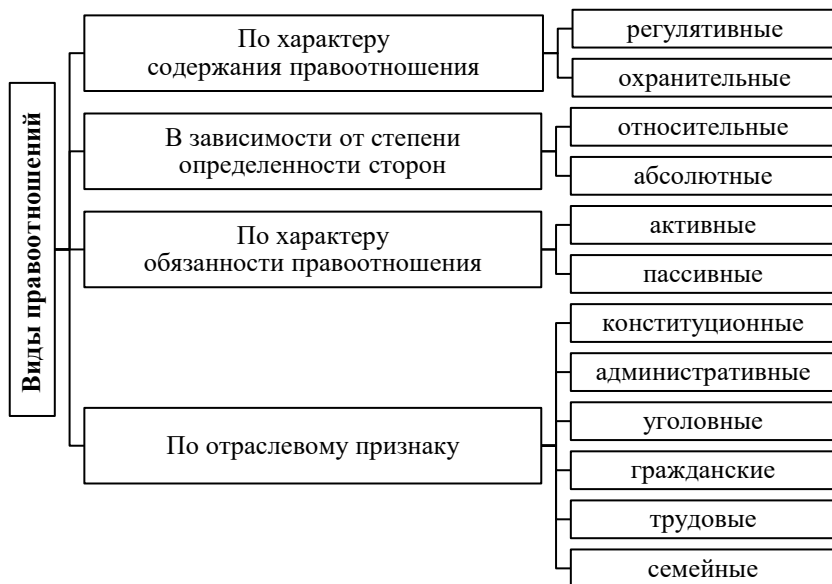 Виды правоотношений
По характеру
содержания правоотношения
регулятивные
охранительные
В зависимости от степени
определенности сторон
относительные
абсолютные
По характеру
обязанности правоотношения
активные
пассивные
По отраслевому признаку
конституционные
административные
уголовные
гражданские
трудовые
семейные